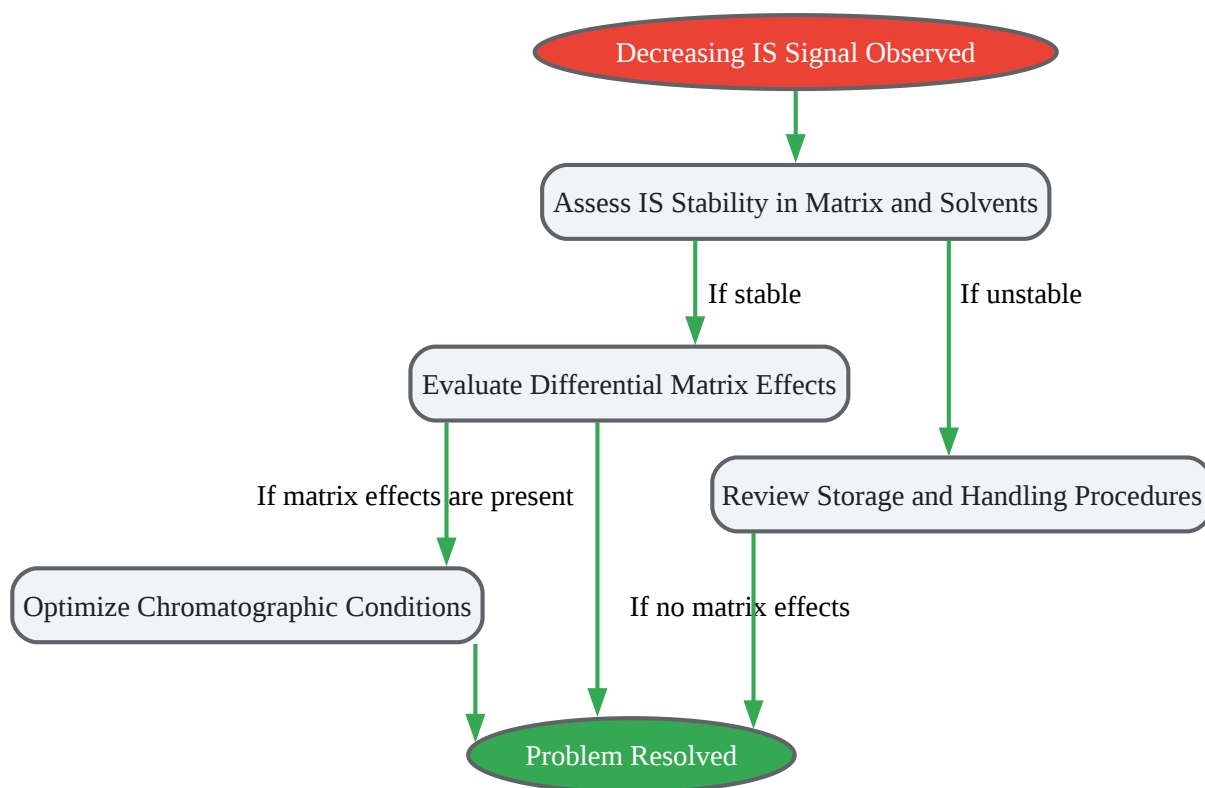 Decreasing IS Signal Observed
Assess IS Stability in Matrix and Solvents
If stable
If unstable
Evaluate Differential Matrix Effects
If matrix effects are present
Review Storage and Handling Procedures
Optimize Chromatographic Conditions
If no matrix effects
Problem Resolved